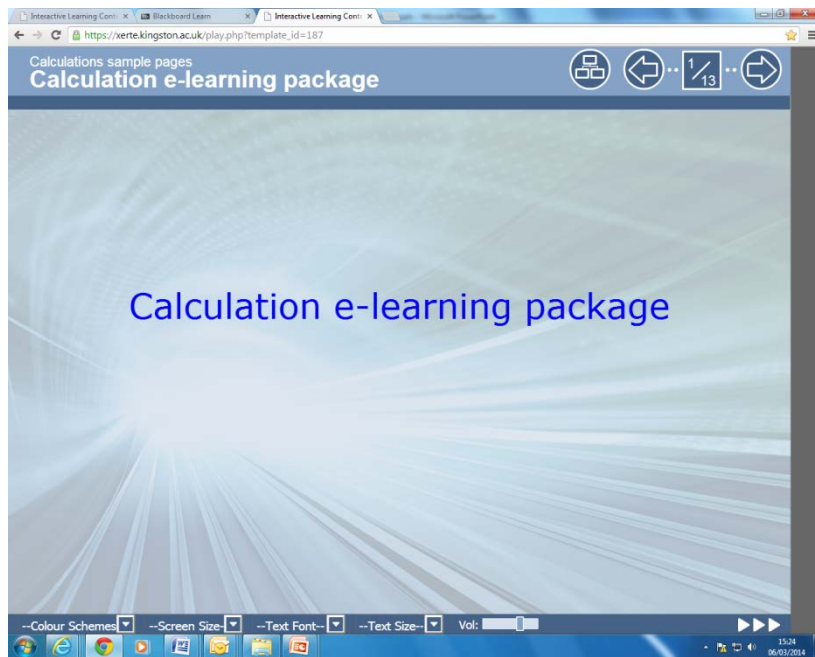 Interactive Learning Conte
Blackboard Learn
Interactive Learning Conte
https://xerte.kingston.ac.uk/play.php?template_id=187
Calculations sample pages
Calculation e-learning package
1/13
Calculation e-learning package
--Colour Schemes
--Screen Size-
--Text Font--
--Text Size--
Vol:
15:24
06/03/2014